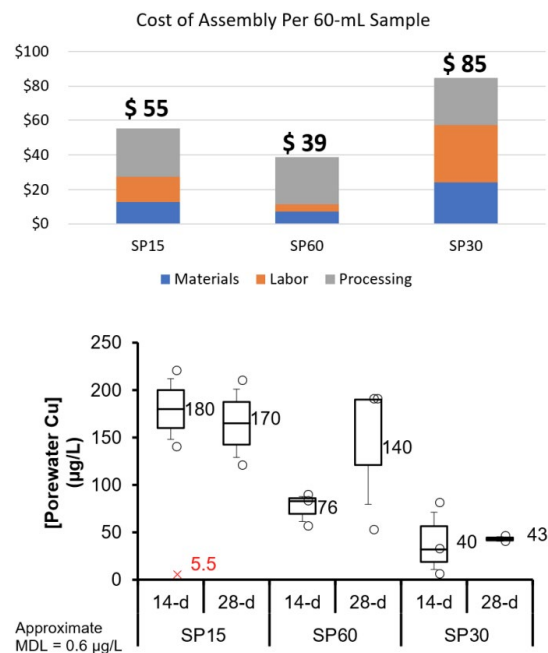 Cost of Assembly Per 60-mL Sample
$100
$80
$60
$40
$20
$0
$ 55
$ 39
$ 85
SP15 SP60 SP30
Materials Labor Processing
[Porewater Cu]
(µg/L)
250
200
150
100
50
0
180
170
76
140
40
43
5.5
14-d 28-d 14-d 28-d 14-d 28-d
SP15 SP60 SP30
Approximate
MDL = 0.6 µg/L